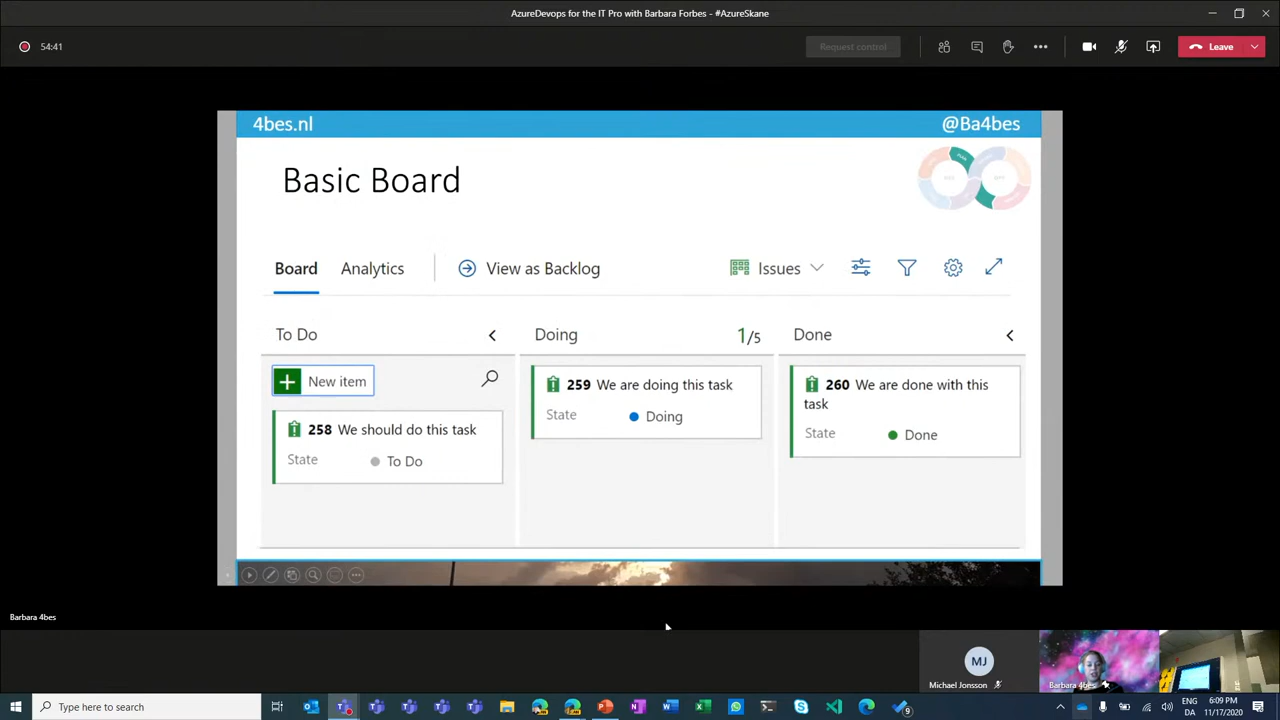 AzureDevops for the IT Pro with Barbara Forbes - #AzureSkane
54:41
Request control
Leave
4bes.nl
@Ba4bes
Basic Board
Board Analytics View as Backlog Issues
To Do Doing 1/5 Done
New item
258 We should do this task
State To Do
259 We are doing this task
State Doing
260 We are done with this
task
State Done
Barbara 4bes
MJ
Michael Jonsson
Barbara 4bes
Type here to search
ENG
DA
6:09 PM
11/17/2020
9